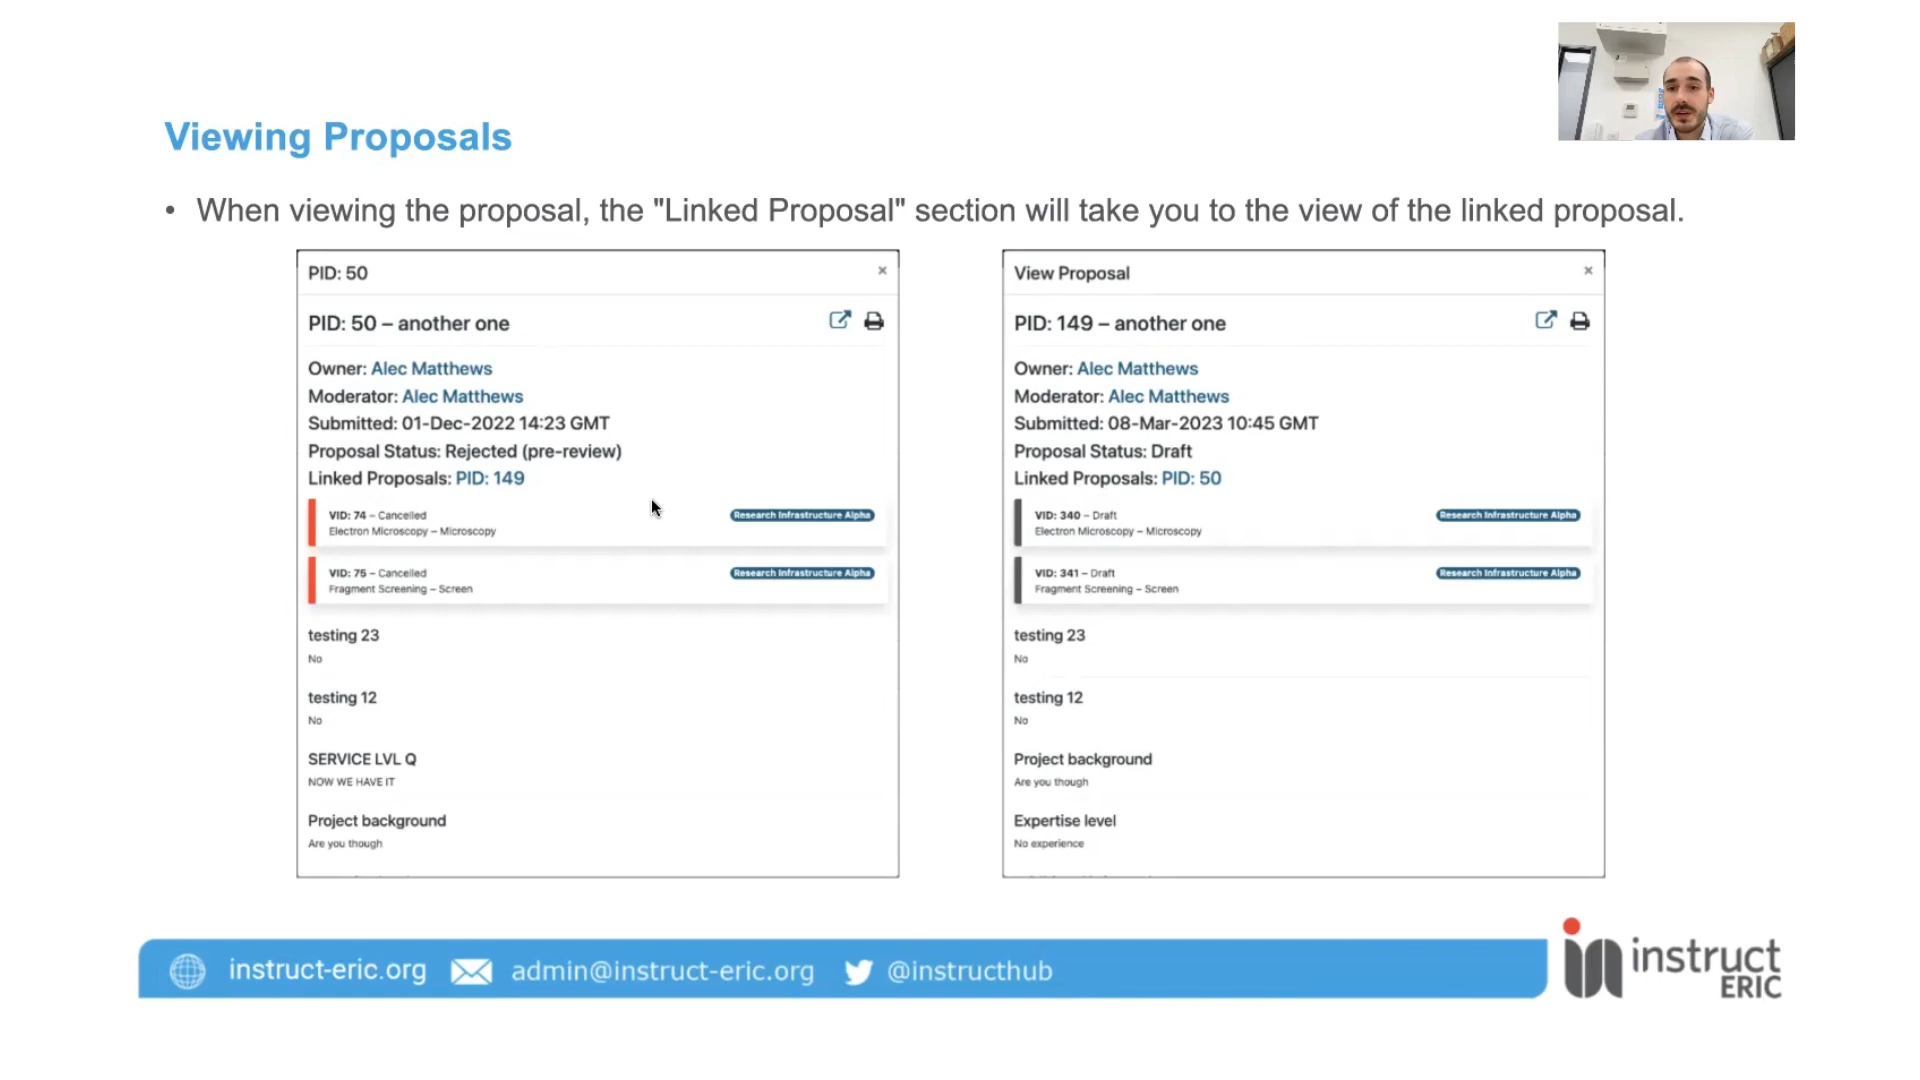 Viewing Proposals
• When viewing the proposal, the "Linked Proposal" section will take you to the view of the linked proposal.
PID: 50 ×
PID: 50 – another one
Owner: Alec Matthews
Moderator: Alec Matthews
Submitted: 01-Dec-2022 14:23 GMT
Proposal Status: Rejected (pre-review)
Linked Proposals: PID: 149
VID: 74 – Cancelled Research Infrastructure Alpha
Electron Microscopy – Microscopy
VID: 75 – Cancelled Research Infrastructure Alpha
Fragment Screening – Screen
testing 23
No
testing 12
No
SERVICE LVL Q
NOW WE HAVE IT
Project background
Are you though
View Proposal ×
PID: 149 – another one
Owner: Alec Matthews
Moderator: Alec Matthews
Submitted: 08-Mar-2023 10:45 GMT
Proposal Status: Draft
Linked Proposals: PID: 50
VID: 340 – Draft Research Infrastructure Alpha
Electron Microscopy – Microscopy
VID: 341 – Draft Research Infrastructure Alpha
Fragment Screening – Screen
testing 23
No
testing 12
No
Project background
Are you though
Expertise level
No experience
instruct-eric.org admin@instruct-eric.org @instructhub
instruct
ERIC